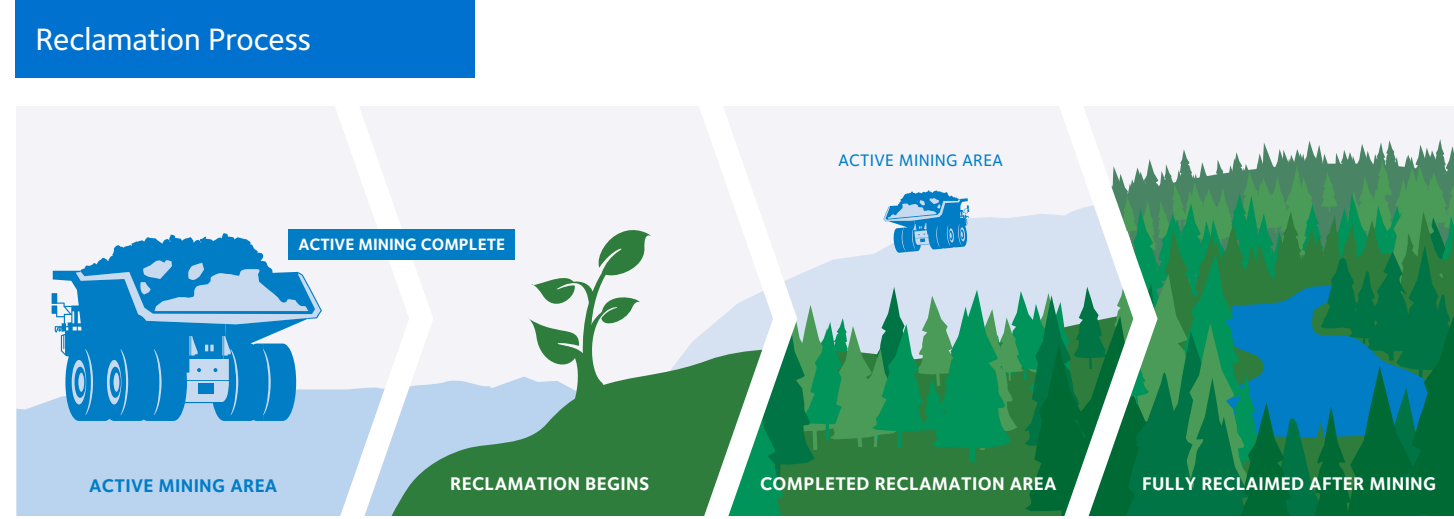 Reclamation Process
ACTIVE MINING AREA
ACTIVE MINING COMPLETE
ACTIVE MINING AREA
RECLAMATION BEGINS
COMPLETED RECLAMATION AREA
FULLY RECLAIMED AFTER MINING